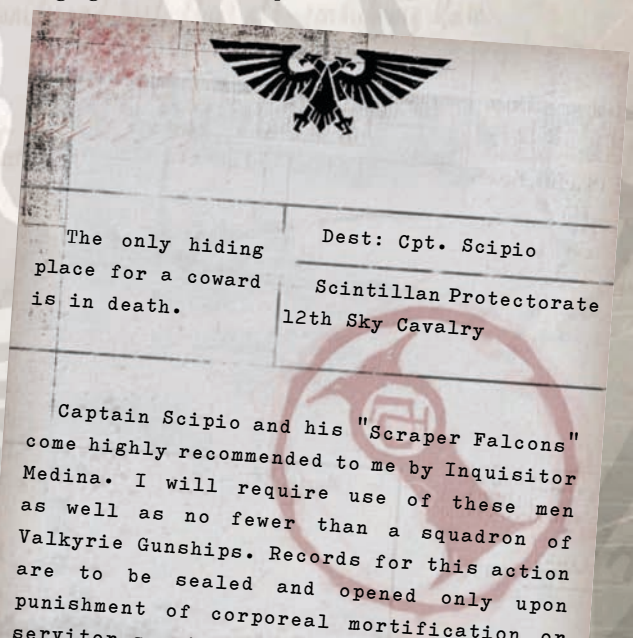 The only hiding
place for a coward
is in death.
Dest: Cpt. Scipio
Scintillan Protectorate
12th Sky Cavalry
Captain Scipio and his "Scraper Falcons"
come highly recommended to me by Inquisitor
Medina. I will require use of these men
as well as no fewer than a squadron of
Valkyrie Gunships. Records for this action
are to be sealed and opened only upon
punishment of corporeal mortification or
servitor